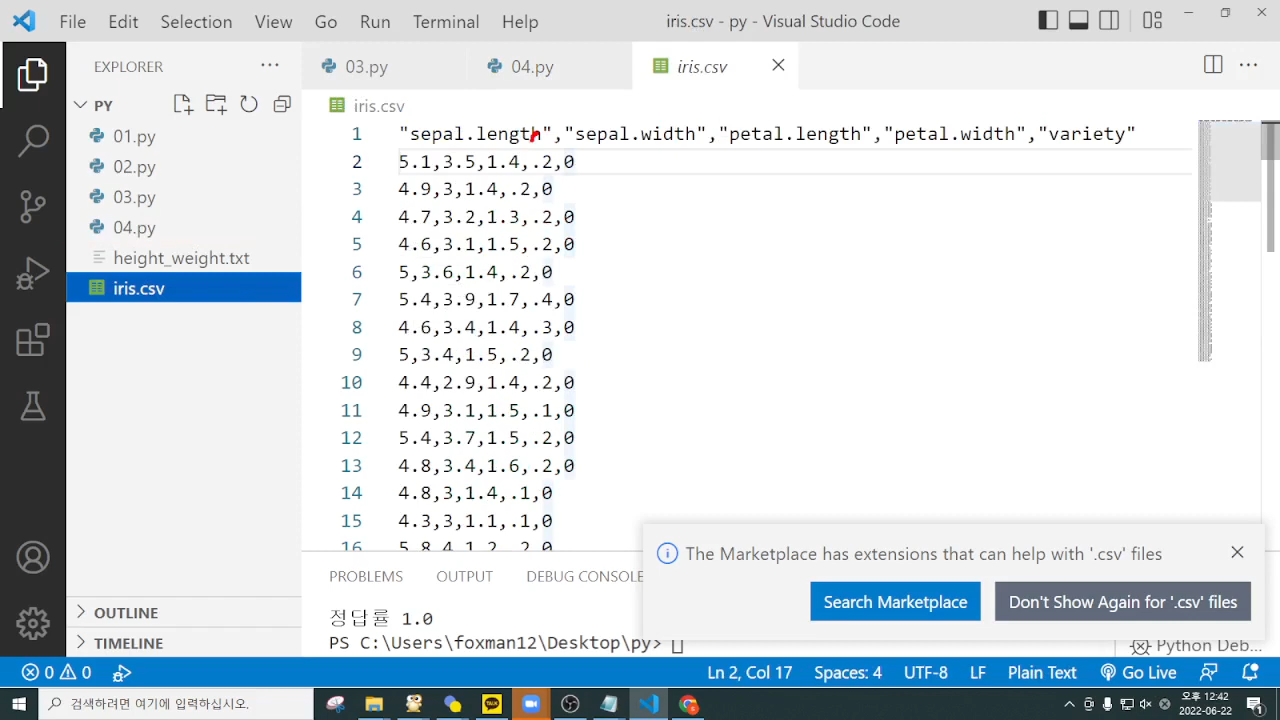 File Edit Selection View Go Run Terminal Help iris.csv - py - Visual Studio Code
EXPLORER ···
03.py
04.py
iris.csv
PY
iris.csv
01.py
02.py
03.py
04.py
height_weight.txt
iris.csv
1 "sepal.length","sepal.width","petal.length","petal.width","variety"
2 5.1,3.5,1.4,.2,0
3 4.9,3,1.4,.2,0
4 4.7,3.2,1.3,.2,0
5 4.6,3.1,1.5,.2,0
6 5,3.6,1.4,.2,0
7 5.4,3.9,1.7,.4,0
8 4.6,3.4,1.4,.3,0
9 5,3.4,1.5,.2,0
10 4.4,2.9,1.4,.2,0
11 4.9,3.1,1.5,.1,0
12 5.4,3.7,1.5,.2,0
13 4.8,3.4,1.6,.2,0
14 4.8,3,1.4,.1,0
15 4.3,3,1.1,.1,0
16 5.8,4,1.2,.2,0
The Marketplace has extensions that can help with '.csv' files
Search Marketplace
Don't Show Again for '.csv' files
PROBLEMS OUTPUT DEBUG CONSOLE
정답률 1.0
PS C:\Users\foxman12\Desktop\py>
Python Deb...
OUTLINE
TIMELINE
0 0 Ln 2, Col 17 Spaces: 4 UTF-8 LF Plain Text Go Live
검색하려면 여기에 입력하십시오.
오후 12:42
2022-06-22
1